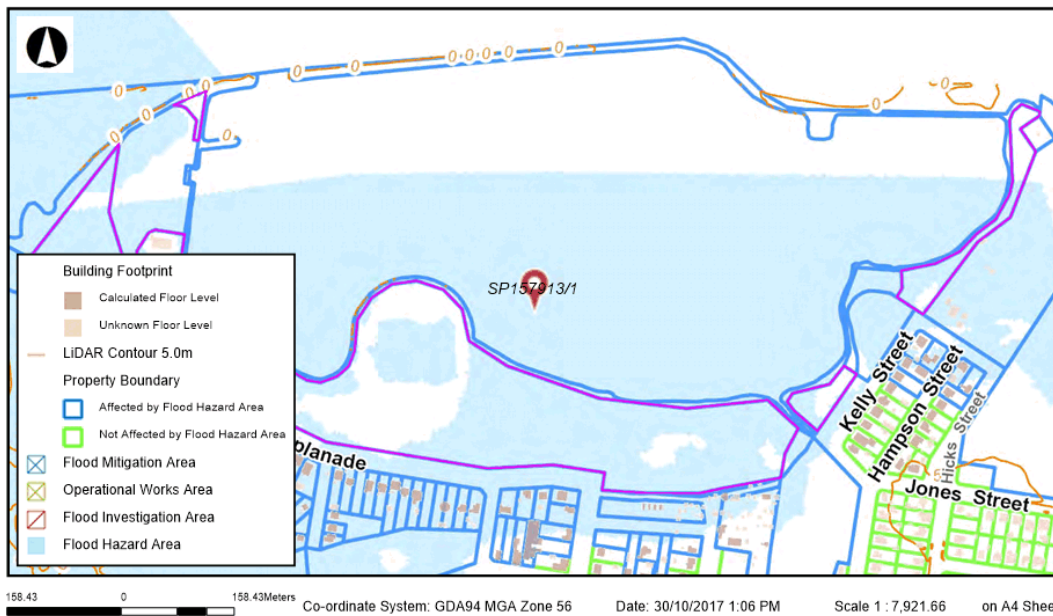 0 0 0 0 0 0 0
0 0 0 -0 0
0 0
SP157913/1
Building Footprint
Calculated Floor Level
Unknown Floor Level
LiDAR Contour 5.0m
Property Boundary
Affected by Flood Hazard Area
Not Affected by Flood Hazard Area
Flood Mitigation Area
Operational Works Area
Flood Investigation Area
Flood Hazard Area
Kelly Street
Hampson Street
Hicks Street
planade
5
Jones Street
158.43 0 158.43Meters
Co-ordinate System: GDA94 MGA Zone 56 Date: 30/10/2017 1:06 PM Scale 1 : 7,921.66 on A4 Shee